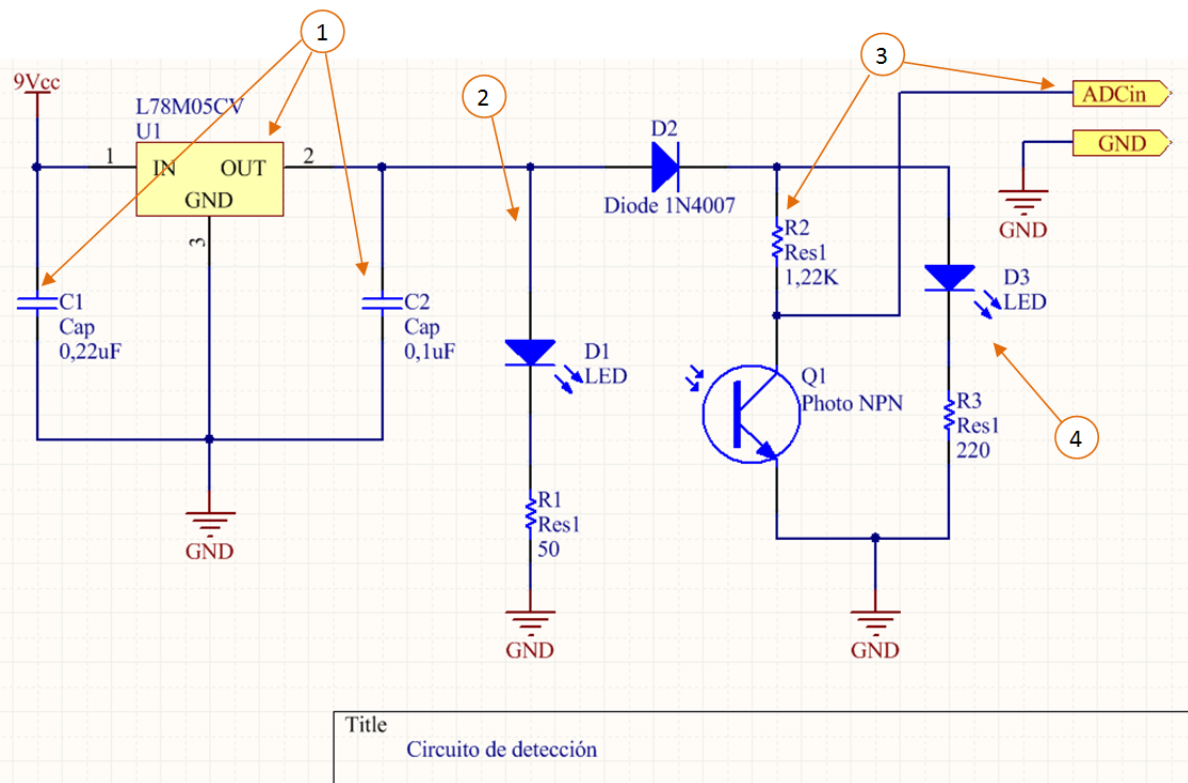 1
3
2
9Vcc
L78M05CV
U1
ADCin
1
IN
OUT
2
D2
GND
GND
Diode 1N4007
3
R2
Res1
1,22K
GND
C1
Cap
0,22uF
C2
Cap
0,1uF
D3
LED
D1
LED
Q1
Photo NPN
R3
Res1
220
4
R1
Res1
50
GND
GND
GND
Title
Circuito de detección